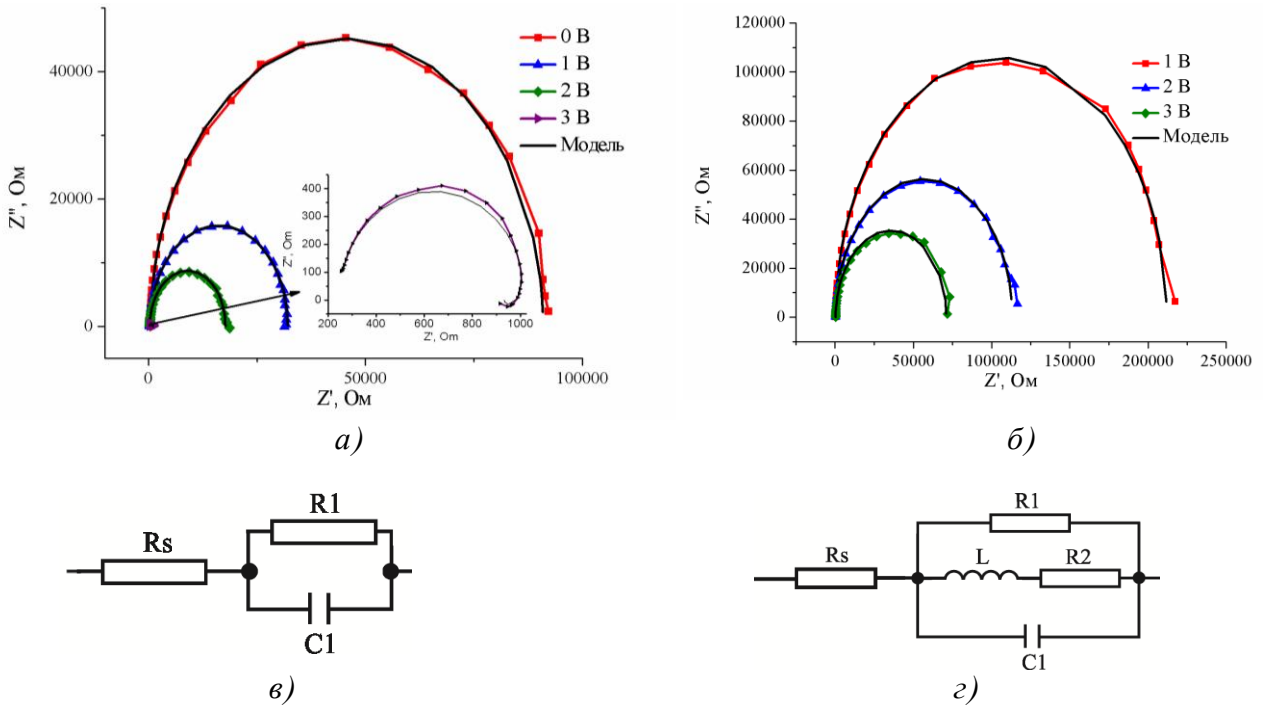 а)
40000
20000
0
Z'', Ом
0
50000
100000
Z', Ом
0 В
1 В
2 В
3 В
Модель
400
300
200
100
0
Z', Om
200
400
600
800
1000
Z', Om
б)
120000
100000
80000
60000
40000
20000
0
Z'', Ом
0
50000
100000
150000
200000
250000
Z', Ом
1 В
2 В
3 В
Модель
а)
б)
Rs
R1
C1
в)
Rs
R1
L
R2
C1
г)